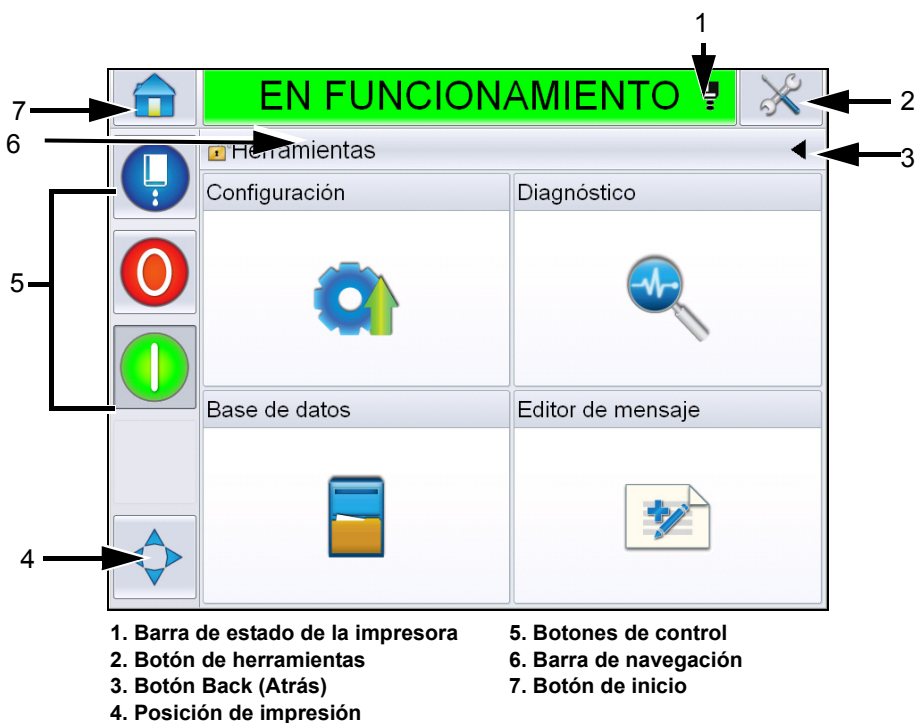 1
EN FUNCIONAMIENTO
2
7
6
Herramientas
3
Configuración
Diagnóstico
5
Base de datos
Editor de mensaje
4
1. Barra de estado de la impresora
2. Botón de herramientas
3. Botón Back (Atrás)
4. Posición de impresión
5. Botones de control
6. Barra de navegación
7. Botón de inicio